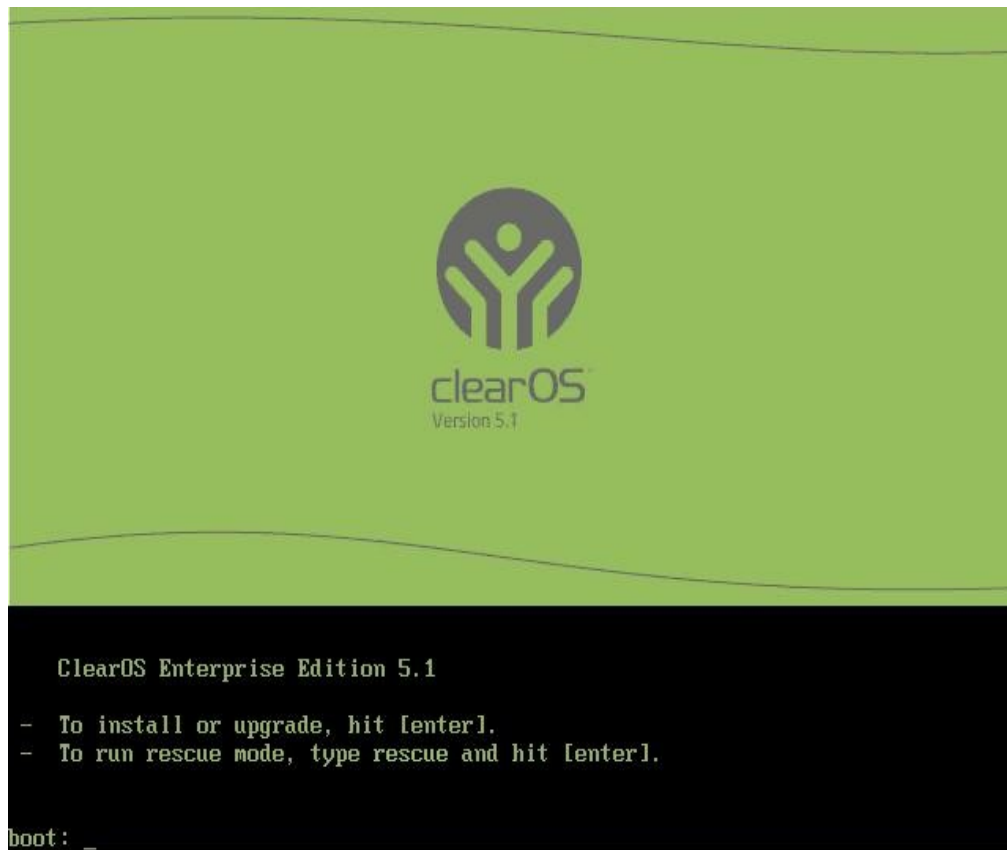 clearOS
Version 5.1
ClearOS Enterprise Edition 5.1
- To install or upgrade, hit [enter].
- To run rescue mode, type rescue and hit [enter].
boot: _